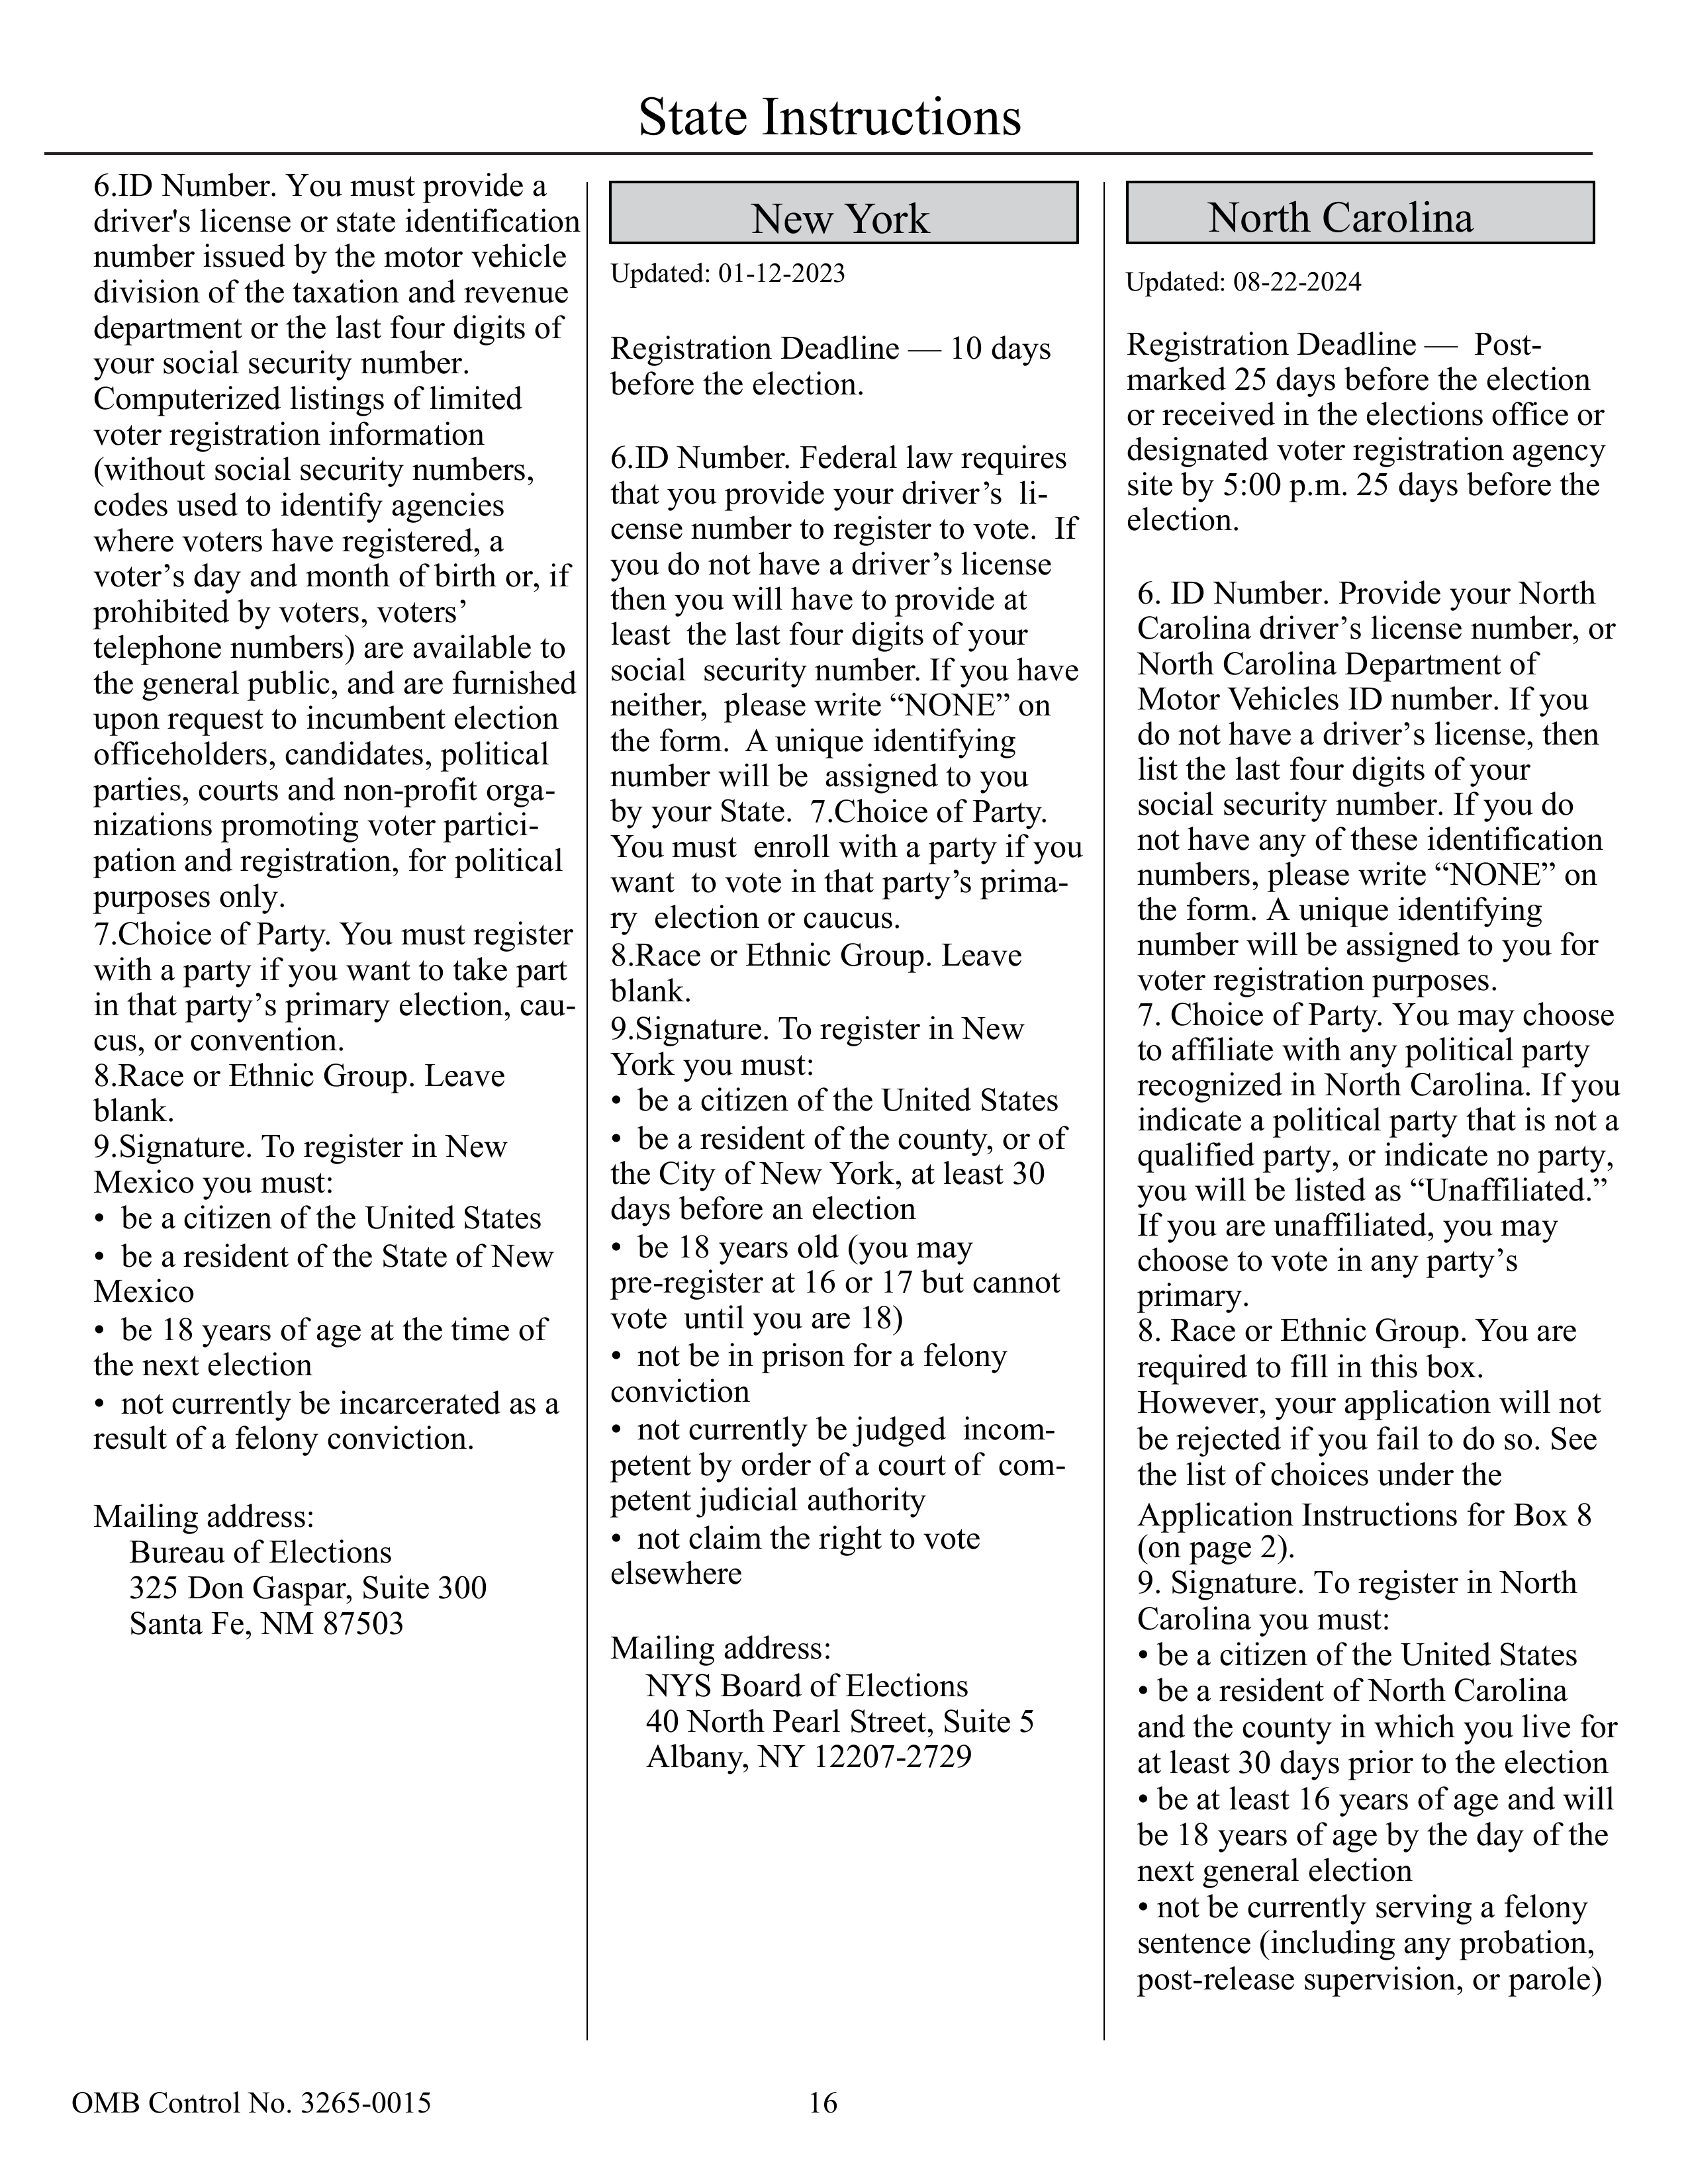 State Instructions
6.ID Number. You must provide a
driver's license or state identification
number issued by the motor vehicle
division of the taxation and revenue
department or the last four digits of
your social security number.
Computerized listings of limited
voter registration information
(without social security numbers,
codes used to identify agencies
where voters have registered, a
voter’s day and month of birth or, if
prohibited by voters, voters’
telephone numbers) are available to
the general public, and are furnished
upon request to incumbent election
officeholders, candidates, political
parties, courts and non-profit orga-
nizations promoting voter partici-
pation and registration, for political
purposes only.
7.Choice of Party. You must register
with a party if you want to take part
in that party’s primary election, cau-
cus, or convention.
8.Race or Ethnic Group. Leave
blank.
9.Signature. To register in New
Mexico you must:
• be a citizen of the United States
• be a resident of the State of New
Mexico
• be 18 years of age at the time of
the next election
• not currently be incarcerated as a
result of a felony conviction.
Mailing address:
Bureau of Elections
325 Don Gaspar, Suite 300
Santa Fe, NM 87503
New York
Updated: 01-12-2023
Registration Deadline — 10 days
before the election.
6.ID Number. Federal law requires
that you provide your driver’s li-
cense number to register to vote. If
you do not have a driver’s license
then you will have to provide at
least the last four digits of your
social security number. If you have
neither, please write “NONE” on
the form. A unique identifying
number will be assigned to you
by your State. 7.Choice of Party.
You must enroll with a party if you
want to vote in that party’s prima-
ry election or caucus.
8.Race or Ethnic Group. Leave
blank.
9.Signature. To register in New
York you must:
• be a citizen of the United States
• be a resident of the county, or of
the City of New York, at least 30
days before an election
• be 18 years old (you may
pre-register at 16 or 17 but cannot
vote until you are 18)
• not be in prison for a felony
conviction
• not currently be judged incom-
petent by order of a court of com-
petent judicial authority
• not claim the right to vote
elsewhere
Mailing address:
NYS Board of Elections
40 North Pearl Street, Suite 5
Albany, NY 12207-2729
North Carolina
Updated: 08-22-2024
Registration Deadline — Post-
marked 25 days before the election
or received in the elections office or
designated voter registration agency
site by 5:00 p.m. 25 days before the
election.
6. ID Number. Provide your North
Carolina driver’s license number, or
North Carolina Department of
Motor Vehicles ID number. If you
do not have a driver’s license, then
list the last four digits of your
social security number. If you do
not have any of these identification
numbers, please write “NONE” on
the form. A unique identifying
number will be assigned to you for
voter registration purposes.
7. Choice of Party. You may choose
to affiliate with any political party
recognized in North Carolina. If you
indicate a political party that is not a
qualified party, or indicate no party,
you will be listed as “Unaffiliated.”
If you are unaffiliated, you may
choose to vote in any party’s
primary.
8. Race or Ethnic Group. You are
required to fill in this box.
However, your application will not
be rejected if you fail to do so. See
the list of choices under the
Application Instructions for Box 8
(on page 2).
9. Signature. To register in North
Carolina you must:
• be a citizen of the United States
• be a resident of North Carolina
and the county in which you live for
at least 30 days prior to the election
• be at least 16 years of age and will
be 18 years of age by the day of the
next general election
• not be currently serving a felony
sentence (including any probation,
post-release supervision, or parole)
OMB Control No. 3265-0015
16